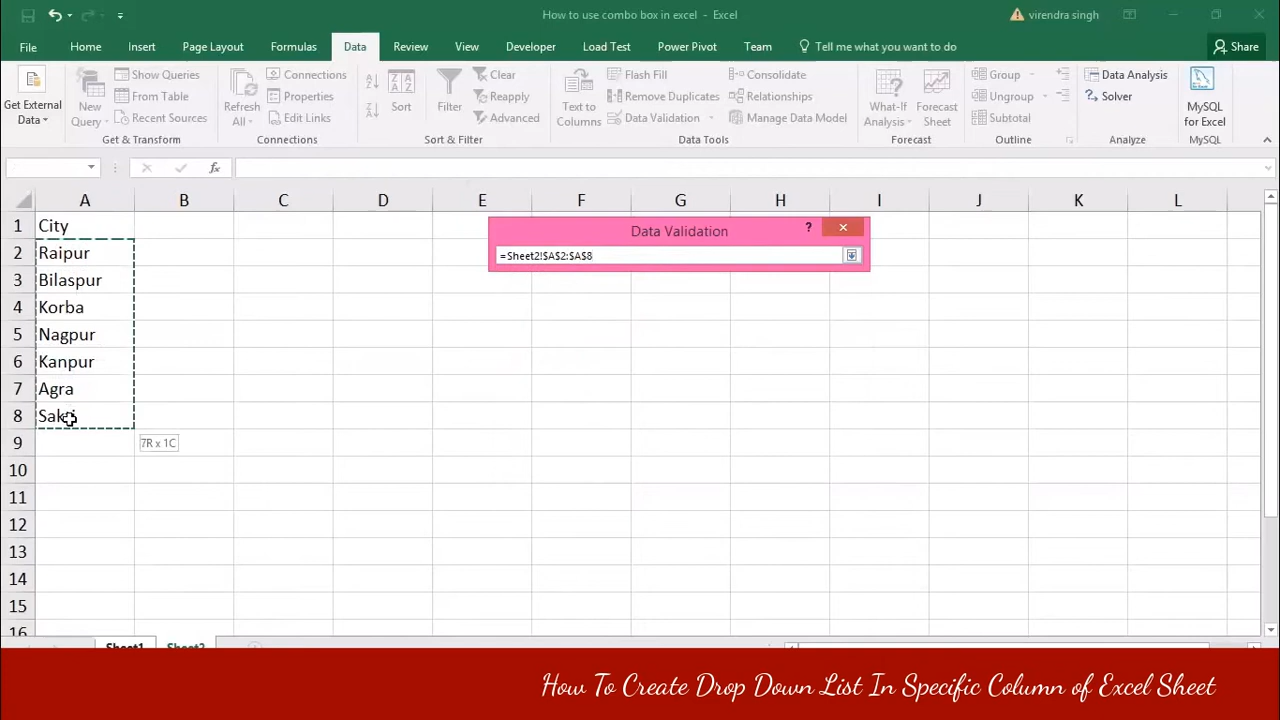 How to use combo box in excel - Excel
virendra singh
File Home Insert Page Layout Formulas Data Review View Developer Load Test Power Pivot Team Tell me what you want to do Share
Get External Data
New Query
Show Queries
From Table
Recent Sources
Get & Transform
Refresh All
Connections
Properties
Edit Links
Connections
Sort
Filter
Clear
Reapply
Advanced
Sort & Filter
Text to Columns
Flash Fill
Remove Duplicates
Data Validation
Consolidate
Relationships
Manage Data Model
Data Tools
What-If Analysis
Forecast Sheet
Forecast
Group
Ungroup
Subtotal
Outline
Data Analysis
Solver
Analyze
MySQL for Excel
MySQL
fx
A B C D E F G H I J K L
1 City
2 Raipur
3 Bilaspur
4 Korba
5 Nagpur
6 Kanpur
7 Agra
8
9
10
11
12
13
14
15
16
Data Validation ?
=Sheet2!$A$2:$A$8
7R x 1C
Sheet1 Sheet2
How To Create Drop Down List In Specific Column of Excel Sheet